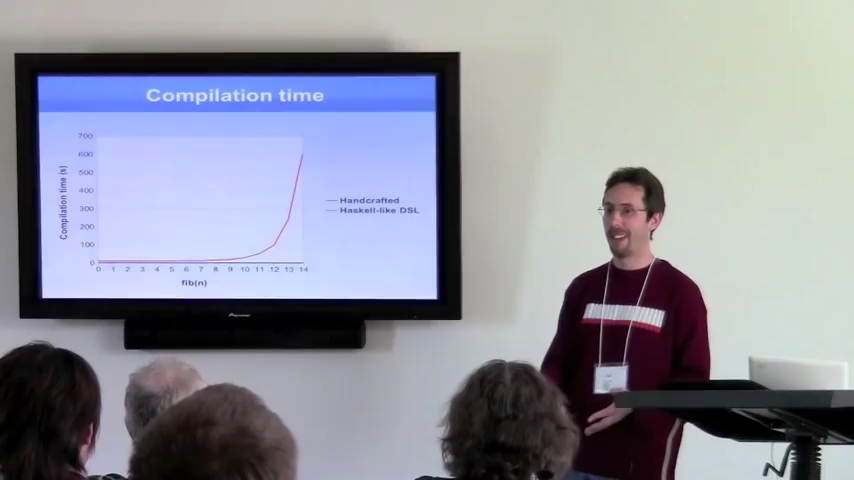 Compilation time
700
600
500
400
300
200
100
0
Compilation time (s)
0 1 2 3 4 5 6 7 8 9 10 11 12 13 14
fib(n)
Handcrafted
Haskell-like DSL
Pioneer